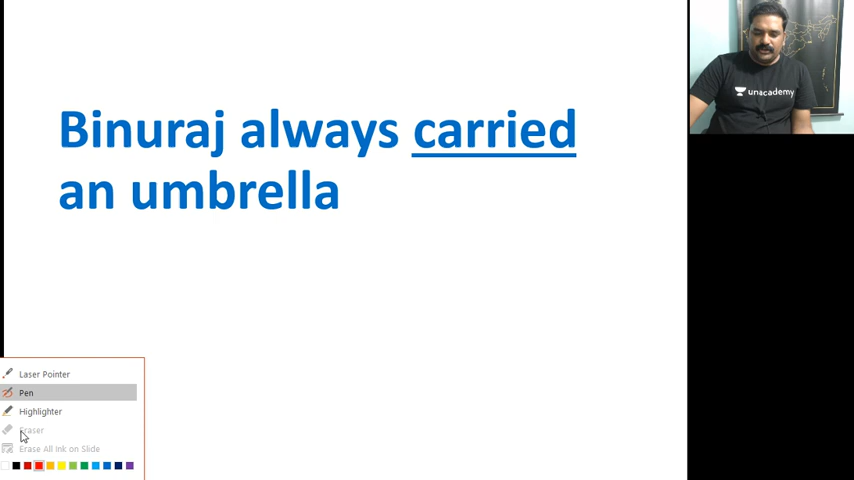 Binuraj always carried
an umbrella
unacademy
Laser Pointer
Pen
Highlighter
Eraser
Erase All Ink on Slide